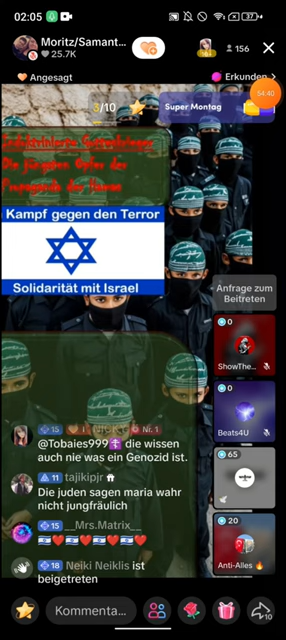 02:05
37
Moritz/Samant...
25.7K
156
Angesagt
Erkunden >
54:40
3/10
Super Montag
Indoktrinierte Gotteskrieger
Die jüngsten Opfer der
Propaganda der Hamas
Kampf gegen den Terror
Solidarität mit Israel
Anfrage zum
Beitreten
0
ShowThe...
0
Beats4U
65
20
Anti-Alles 🔥
15 Nr. 1
@Tobaies999 die wissen
auch nie was ein Genozid ist.
11 tajikipjr
Die juden sagen maria wahr
nicht jungfräulich
15 __Mrs.Matrix__
🇮🇱❤️🇮🇱❤️🇮🇱❤️🇮🇱❤️🇮🇱
18 Neiki Neiklis ist
beigetreten
Kommenta...
10